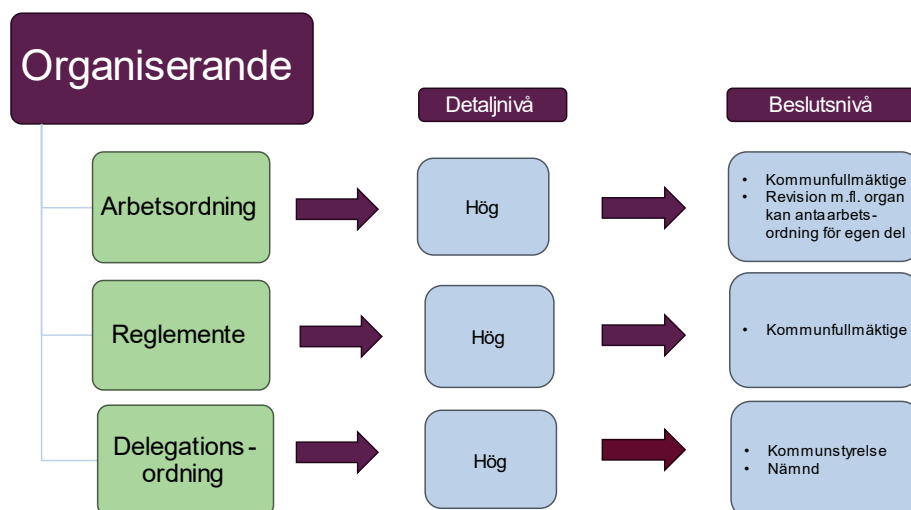 Organiserande
Detaljnivå
Beslutsnivå
Arbetsordning
Hög
• Kommunfullmäktige
• Revision m.fl. organ
kan anta arbets-
ordning för egen del
Reglemente
Hög
• Kommunfullmäktige
Delegations-
ordning
Hög
• Kommunstyrelse
• Nämnd